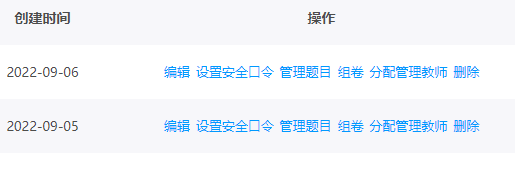 创建时间 操作
2022-09-06 编辑 设置安全口令 管理题目 组卷 分配管理教师 删除
2022-09-05 编辑 设置安全口令 管理题目 组卷 分配管理教师 删除